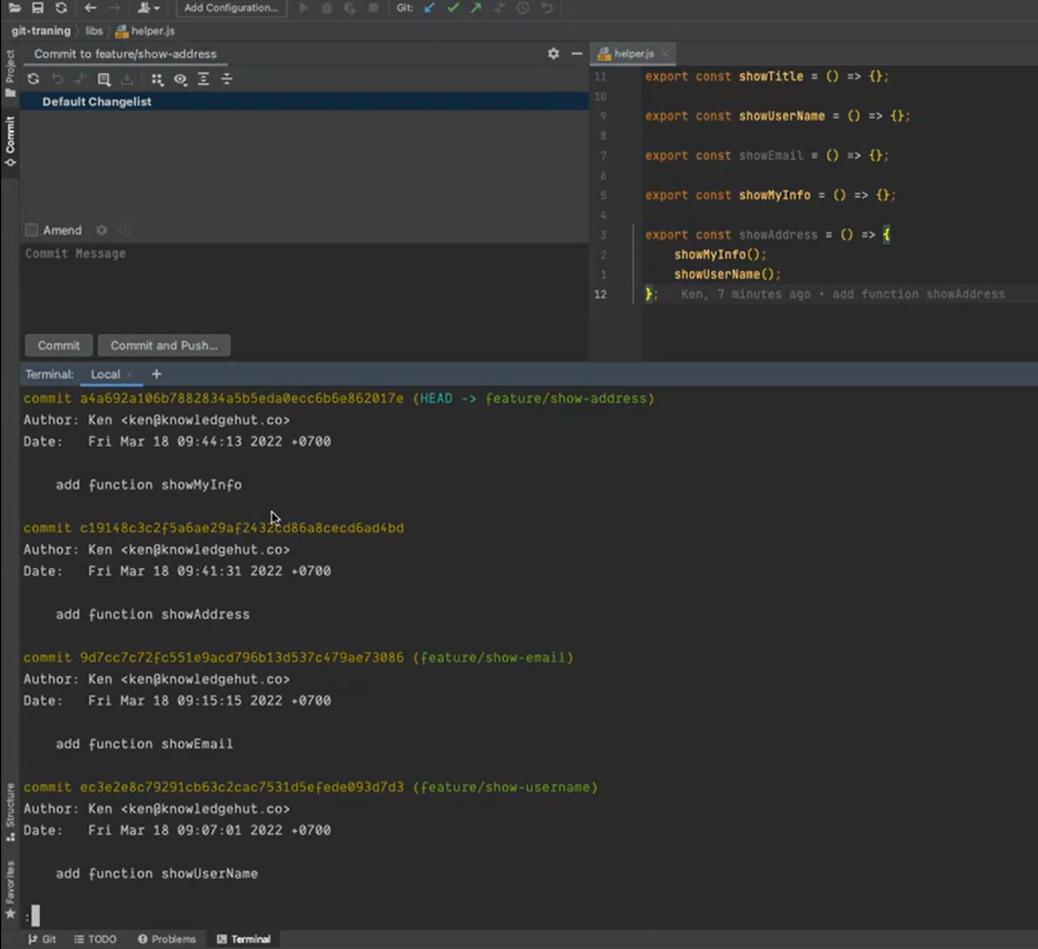 Add Configuration...
Git:
git-traning
libs
helper.js
Project
Commit
Structure
Favorites
Commit to feature/show-address
Default Changelist
Amend
Commit Message
Commit
Commit and Push...
helper.js
11 export const showTitle = () => {};
10
9 export const showUserName = () => {};
8
7 export const showEmail = () => {};
6
5 export const showMyInfo = () => {};
4
3 export const showAddress = () => {
2 showMyInfo();
1 showUserName();
12 }; Ken, 7 minutes ago · add function showAddress
Terminal: Local × +
commit a4a692a106b7882834a5b5eda0ecc6b6e862017e (HEAD -> feature/show-address)
Author: Ken <ken@knowledgehut.co>
Date: Fri Mar 18 09:44:13 2022 +0700
add function showMyInfo
commit c19148c3c2f5a6ae29af2432cd86a8cecd6ad4bd
Author: Ken <ken@knowledgehut.co>
Date: Fri Mar 18 09:41:31 2022 +0700
add function showAddress
commit 9d7cc7c72fc551e9acd796b13d537c479ae73086 (feature/show-email)
Author: Ken <ken@knowledgehut.co>
Date: Fri Mar 18 09:15:15 2022 +0700
add function showEmail
commit ec3e2e8c79291cb63c2cac7531d5efede093d7d3 (feature/show-username)
Author: Ken <ken@knowledgehut.co>
Date: Fri Mar 18 09:07:01 2022 +0700
add function showUserName
:
Git
TODO
Problems
Terminal